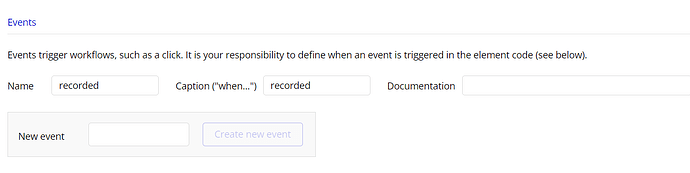 Events
Events trigger workflows, such as a click. It is your responsibility to define when an event is triggered in the element code (see below).
Name recorded Caption ("when...") recorded Documentation
New event Create new event